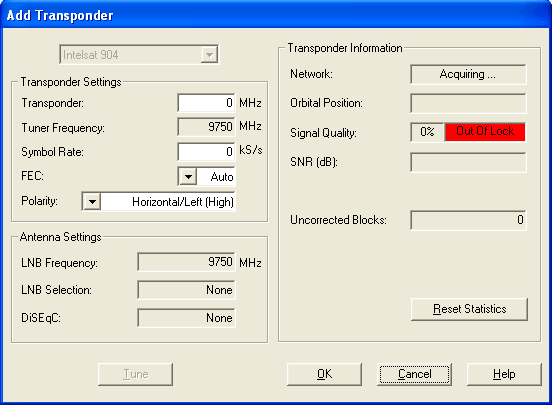 Add Transponder
Intelsat 904
Transponder Settings
Transponder: 0 MHz
Tuner Frequency: 9750 MHz
Symbol Rate: 0 kS/s
FEC: Auto
Polarity: Horizontal/Left (High)
Antenna Settings
LNB Frequency: 9750 MHz
LNB Selection: None
DiSEqC: None
Transponder Information
Network: Acquiring ...
Orbital Position:
Signal Quality: 0% Out Of Lock
SNR (dB):
Uncorrected Blocks: 0
Reset Statistics
Tune OK Cancel Help